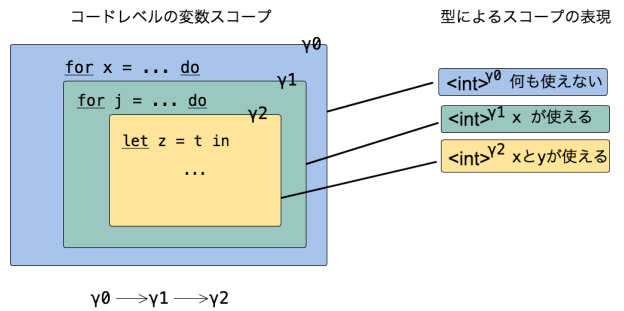 コードレベルの変数スコープ
型によるスコープの表現
γ0
for x = ... do
γ1
for j = ... do
γ2
let z = t in
...
<int>γ0 何も使えない
<int>γ1 x が使える
<int>γ2 xとyが使える
γ0 → γ1 → γ2